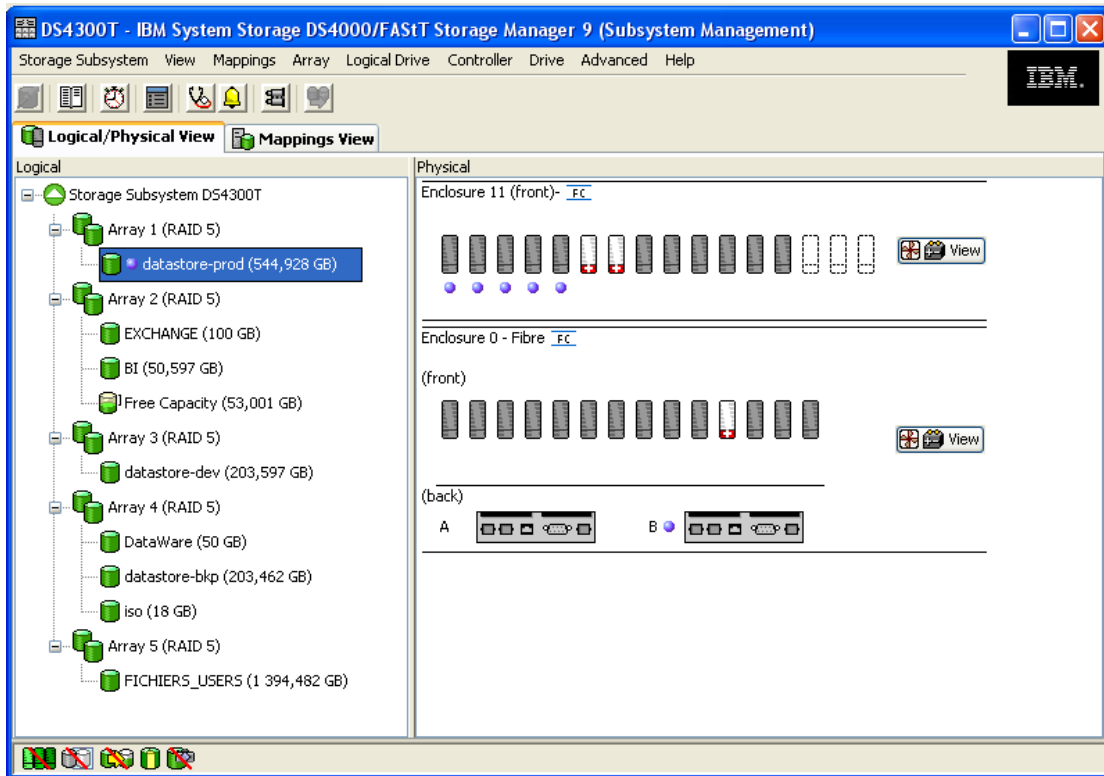 DS4300T - IBM System Storage DS4000/FAStT Storage Manager 9 (Subsystem Management)
Storage Subsystem View Mappings Array Logical Drive Controller Drive Advanced Help
IBM.
Logical/Physical View Mappings View
Logical
Storage Subsystem DS4300T
Array 1 (RAID 5)
datastore-prod (544,928 GB)
Array 2 (RAID 5)
EXCHANGE (100 GB)
BI (50,597 GB)
Free Capacity (53,001 GB)
Array 3 (RAID 5)
datastore-dev (203,597 GB)
Array 4 (RAID 5)
DataWare (50 GB)
datastore-bkp (203,462 GB)
iso (18 GB)
Array 5 (RAID 5)
FICHIERS_USERS (1 394,482 GB)
Physical
Enclosure 11 (front)- FC
View
Enclosure 0 - Fibre FC
(front)
View
(back)
A B